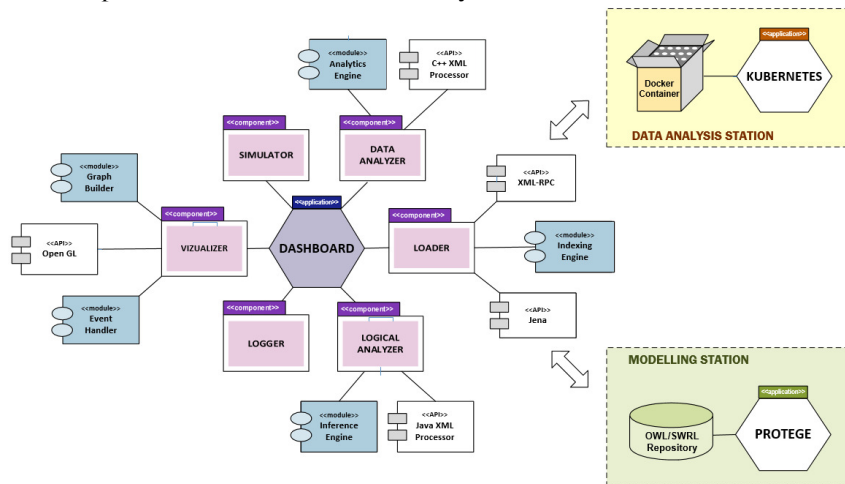 <<application>>
Docker
Container
KUBERNETES
DATA ANALYSIS STATION
<<module>>
Analytics
Engine
<<API>>
C++ XML
Processor
<<component>>
SIMULATOR
<<component>>
DATA
ANALYZER
<<module>>
Graph
Builder
<<API>>
XML-RPC
<<component>>
VIZUALIZER
<<application>>
DASHBOARD
<<component>>
LOADER
<<API>>
Open GL
<<module>>
Indexing
Engine
<<module>>
Event
Handler
<<component>>
LOGGER
<<component>>
LOGICAL
ANALYZER
<<API>>
Jena
<<module>>
Inference
Engine
<<API>>
Java XML
Processor
MODELLING STATION
<<application>>
OWL/SWRL
Repository
PROTEGE